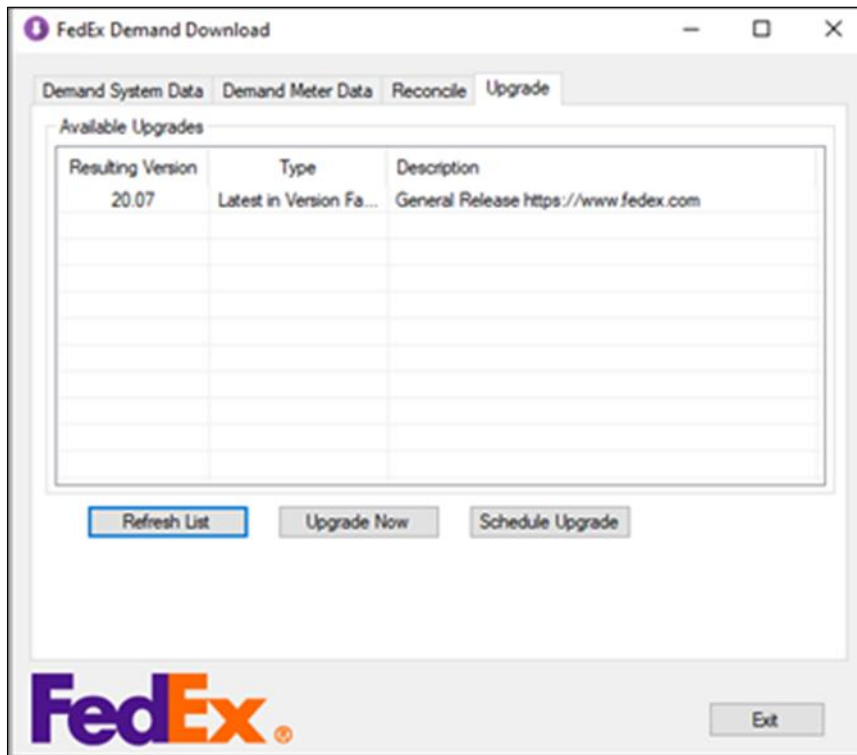 FedEx Demand Download
Demand System Data Demand Meter Data Reconcile Upgrade
Available Upgrades
Resulting Version Type Description
20.07 Latest in Version Fa... General Release https://www.fedex.com
Refresh List Upgrade Now Schedule Upgrade
FedEx®
Exit